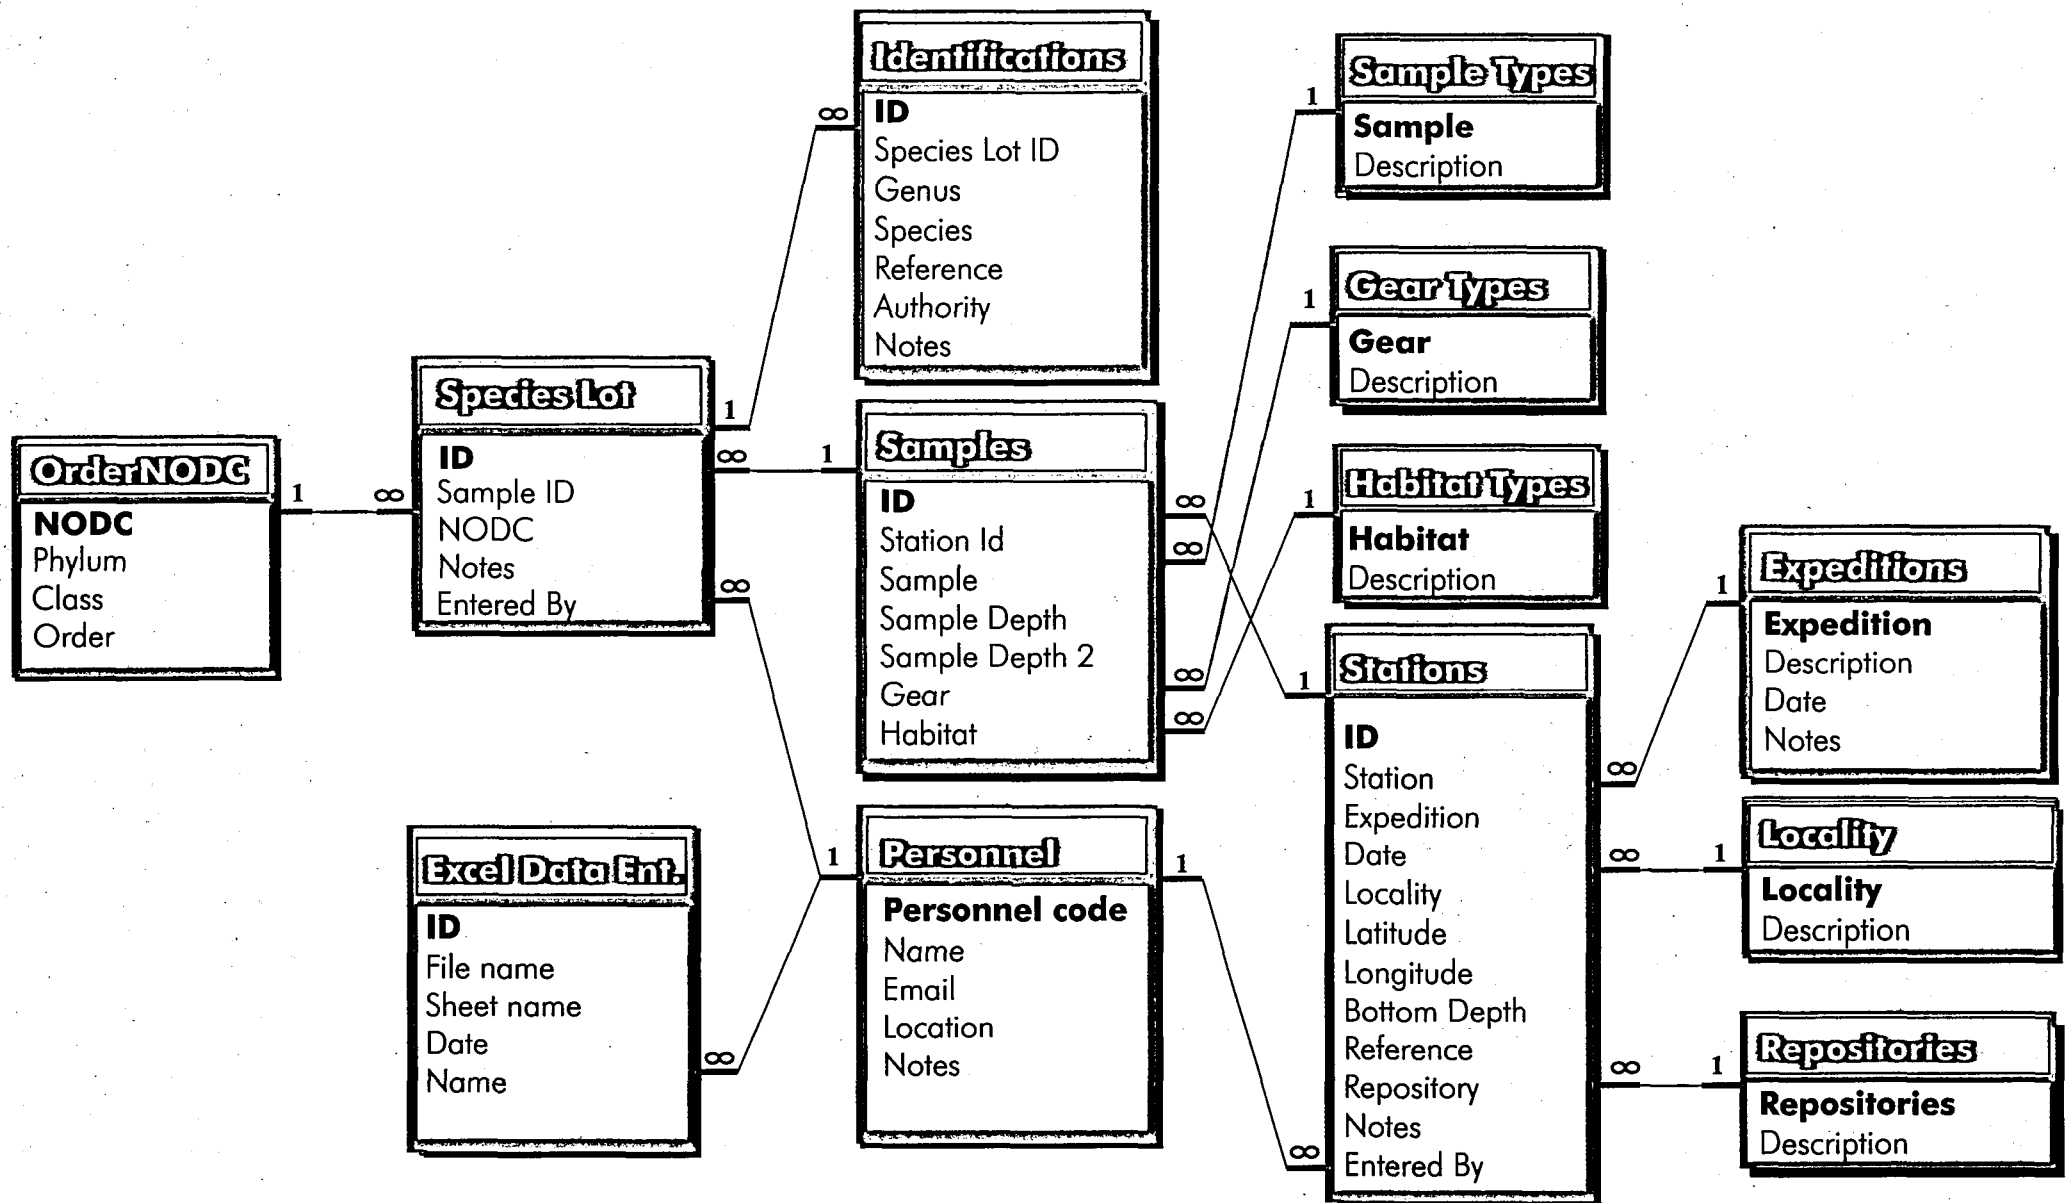 Identifications
ID
Species Lot ID
Genus
Species
Reference
Authority
Notes
Sample Types
Sample
Description
Gear Types
Gear
Description
Habitat Types
Habitat
Description
Species Lot
ID
Sample ID
NODC
Notes
Entered By
OrderNODC
NODC
Phylum
Class
Order
Samples
ID
Station Id
Sample
Sample Depth
Sample Depth 2
Gear
Habitat
Expeditions
Expedition
Description
Date
Notes
Stations
ID
Station
Expedition
Date
Locality
Latitude
Longitude
Bottom Depth
Reference
Repository
Notes
Entered By
Excel Data Ent.
ID
File name
Sheet name
Date
Name
Personnel
Personnel code
Name
Email
Location
Notes
Locality
Locality
Description
Repositories
Repositories
Description
∞ 1
1 ∞
∞ 1
∞ 1
∞ 1
∞ 1
∞ 1
∞ 1
∞ 1
∞ 1
∞ 1
∞ 1
1 ∞